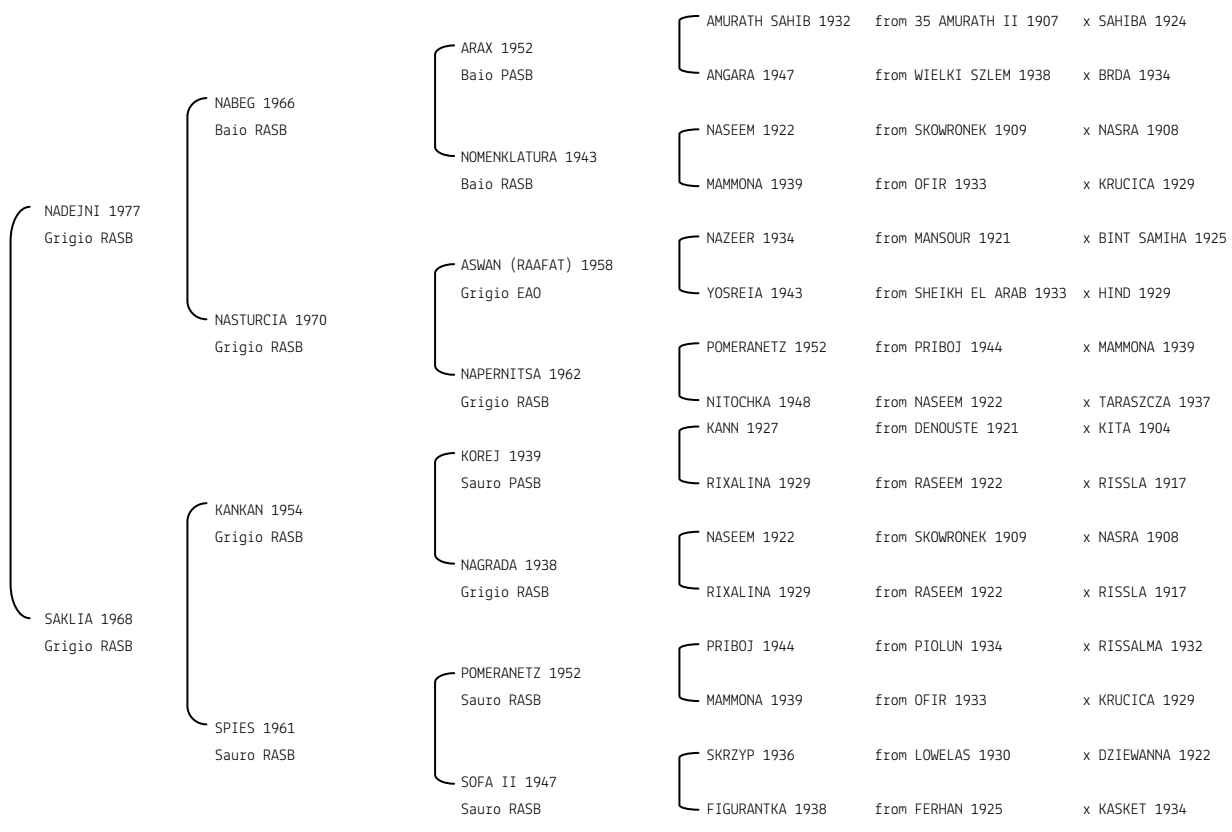 AMURATH SAHIB 1932 from 35 AMURATH II 1907 x SAHIBA 1924
ARAX 1952
Baio PASB
ANGARA 1947 from WIELKI SZLEM 1938 x BRDA 1934
NABEG 1966
Baio RASB
NASEEM 1922 from SKOWRONEK 1909 x NASRA 1908
NOMENKLATURA 1943
Baio RASB
MAMMONA 1939 from OFIR 1933 x KRUCICA 1929
NADEJNI 1977
Grigio RASB
NAZEER 1934 from MANSOUR 1921 x BINT SAMIHA 1925
ASWAN (RAAFAT) 1958
Grigio EAO
YOSREIA 1943 from SHEIKH EL ARAB 1933 x HIND 1929
NASTURCIA 1970
Grigio RASB
POMERANETZ 1952 from PRIBOJ 1944 x MAMMONA 1939
NAPERNITSA 1962
Grigio RASB
NITOCHKA 1948 from NASEEM 1922 x TARASZCZA 1937
KANN 1927 from DENOUSTE 1921 x KITA 1904
KOREJ 1939
Sauro PASB
RIXALINA 1929 from RASEEM 1922 x RISSLA 1917
KANKAN 1954
Grigio RASB
NASEEM 1922 from SKOWRONEK 1909 x NASRA 1908
NAGRADA 1938
Grigio RASB
RIXALINA 1929 from RASEEM 1922 x RISSLA 1917
SAKLIA 1968
Grigio RASB
PRIBOJ 1944 from PIOLUN 1934 x RISSALMA 1932
POMERANETZ 1952
Sauro RASB
MAMMONA 1939 from OFIR 1933 x KRUCICA 1929
SPIES 1961
Sauro RASB
SKRZYP 1936 from LOWELAS 1930 x DZIEWANNA 1922
SOFA II 1947
Sauro RASB
FIGURANTKA 1938 from FERHAN 1925 x KASKET 1934